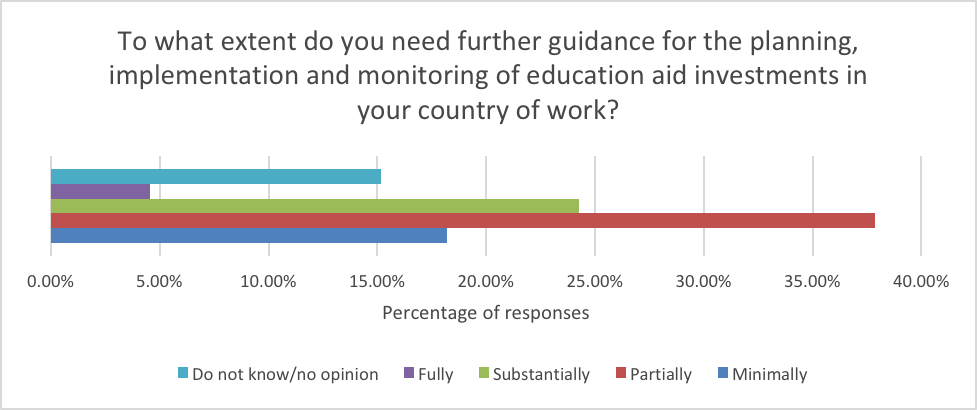 To what extent do you need further guidance for the planning,
implementation and monitoring of education aid investments in
your country of work?
0.00% 5.00% 10.00% 15.00% 20.00% 25.00% 30.00% 35.00% 40.00%
Percentage of responses
Do not know/no opinion Fully Substantially Partially Minimally